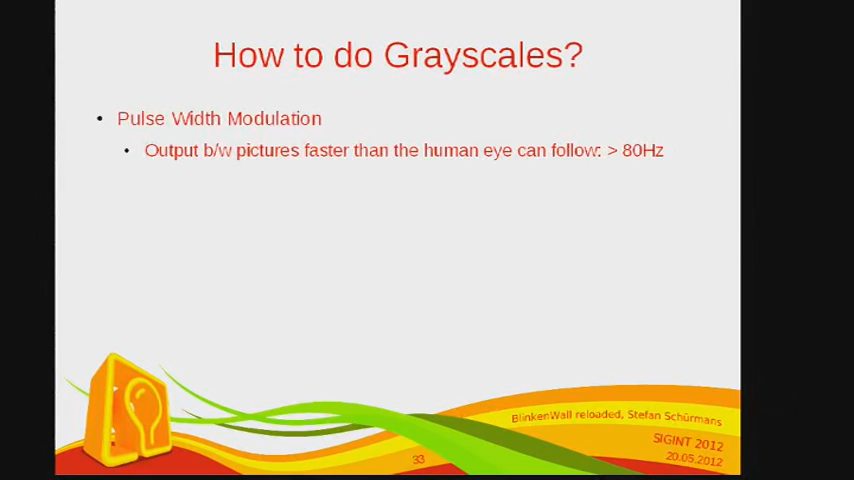 How to do Grayscales?
• Pulse Width Modulation
• Output b/w pictures faster than the human eye can follow: > 80Hz
BlinkenWall reloaded, Stefan Schürmans
SIGINT 2012
33
20.05.2012